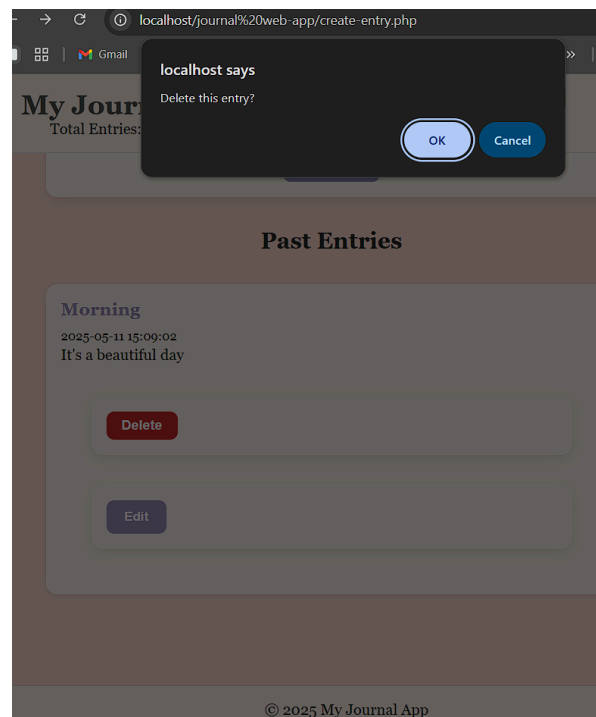 localhost/journal%20web-app/create-entry.php
Gmail
»
localhost says
Delete this entry?
OK
Cancel
My Jour
Total Entries:
Past Entries
Morning
2025-05-11 15:09:02
It's a beautiful day
Delete
Edit
© 2025 My Journal App